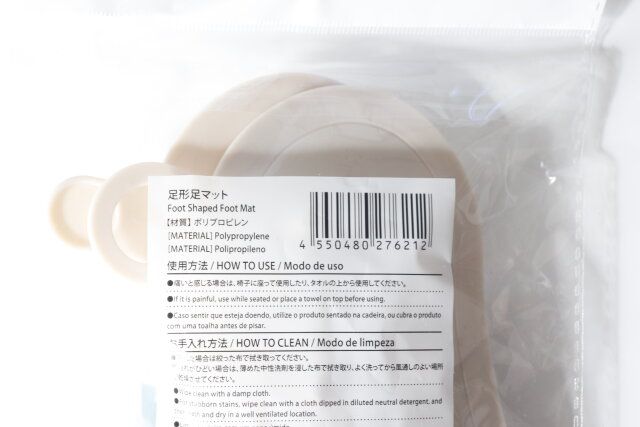 足形足マット
Foot Shaped Foot Mat
【材質】ポリプロピレン
[MATERIAL] Polypropylene
[MATERIAL] Polipropileno
4 550480 276212
使用方法 / HOW TO USE / Modo de uso
●痛いと感じる場合は、椅子に座って使用したり、タオルの上から使用してください。
●If it is painful, use while seated or place a towel on top before using.
●Caso sentir que esteja doendo, utilize o produto sentado na cadeira, ou cubra o produto
com uma toalha antes de pisar.
お手入れ方法 / HOW TO CLEAN / Modo de limpeza
場合は絞った布で拭き取ってください。
がひどい場合は、薄めた中性洗剤を浸した布で拭き取り、よく洗ってから風通しのよい場所
させてください。
●Wipe clean with a damp cloth.
stubborn stains, wipe clean with a cloth dipped in diluted neutral detergent, and
and dry in a well ventilated location.